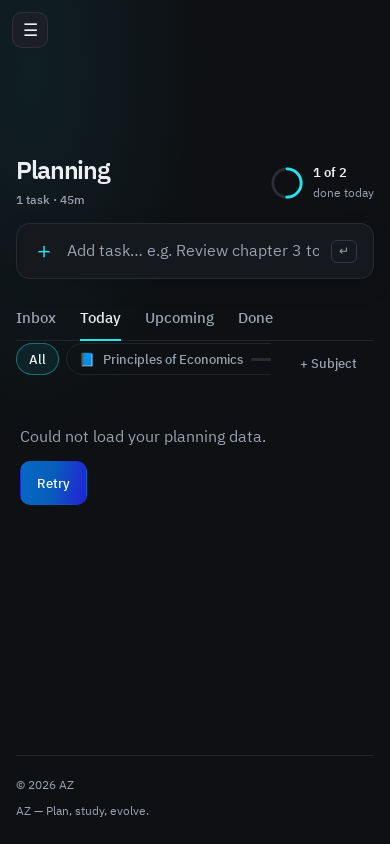 ☰
Planning
1 of 2
done today
1 task · 45m
+ Add task... e.g. Review chapter 3 to ↵
Inbox Today Upcoming Done
All 📘 Principles of Economics + Subject
Could not load your planning data.
Retry
© 2026 AZ
AZ — Plan, study, evolve.